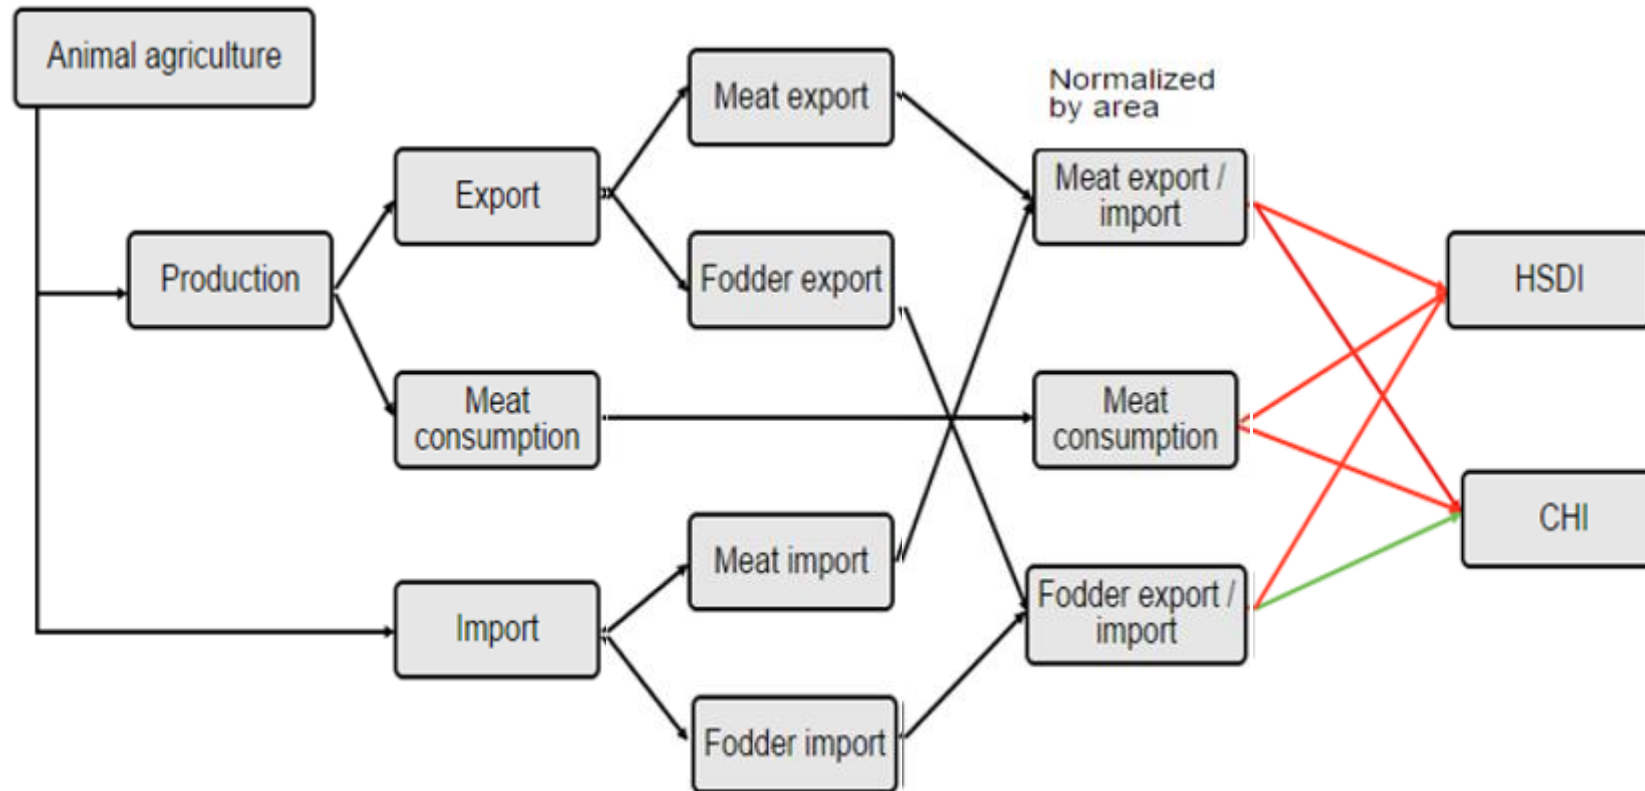 Animal agriculture
Meat export
Normalized
by area
Export
Meat export /
import
Production
Fodder export
HSDI
Meat
consumption
Meat
consumption
CHI
Meat import
Fodder export /
import
Import
Fodder import